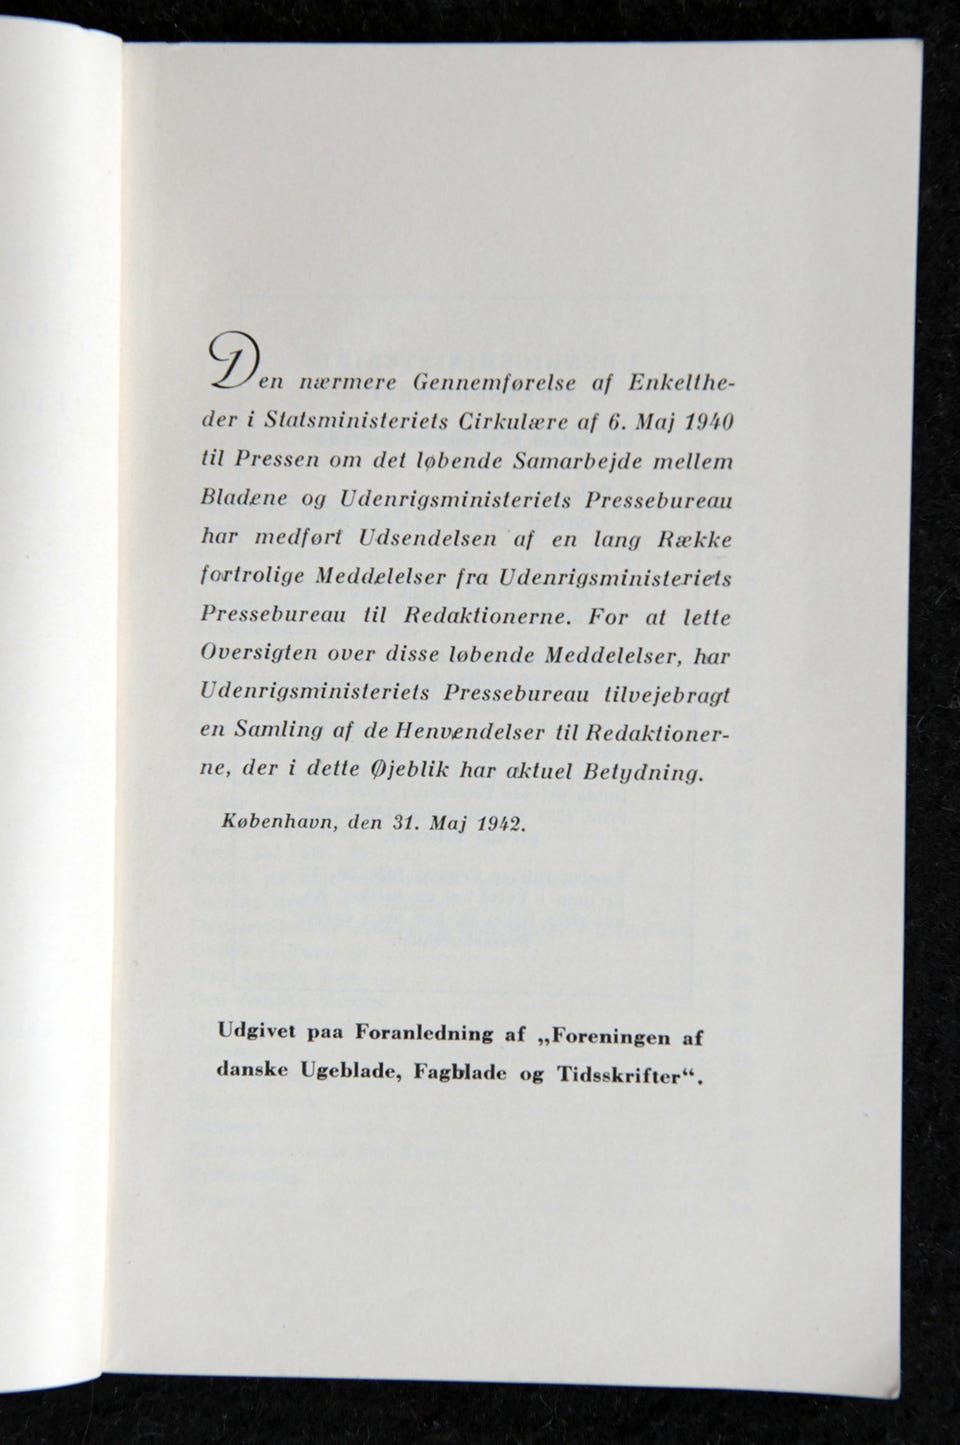 Den nærmere Gennemførelse af Enkelthe-
der i Statsministeriets Cirkulære af 6. Maj 1940
til Pressen om det løbende Samarbejde mellem
Bladene og Udenrigsministeriets Pressebureau
har medført Udsendelsen af en lang Række
fortrolige Meddelelser fra Udenrigsministeriets
Pressebureau til Redaktionerne. For at lette
Oversigten over disse løbende Meddelelser, har
Udenrigsministeriets Pressebureau tilvejebragt
en Samling af de Henvendelser til Redaktioner-
ne, der i dette Øjeblik har aktuel Betydning.
København, den 31. Maj 1942.
Udgivet paa Foranledning af „Foreningen af
danske Ugeblade, Fagblade og Tidsskrifter“.